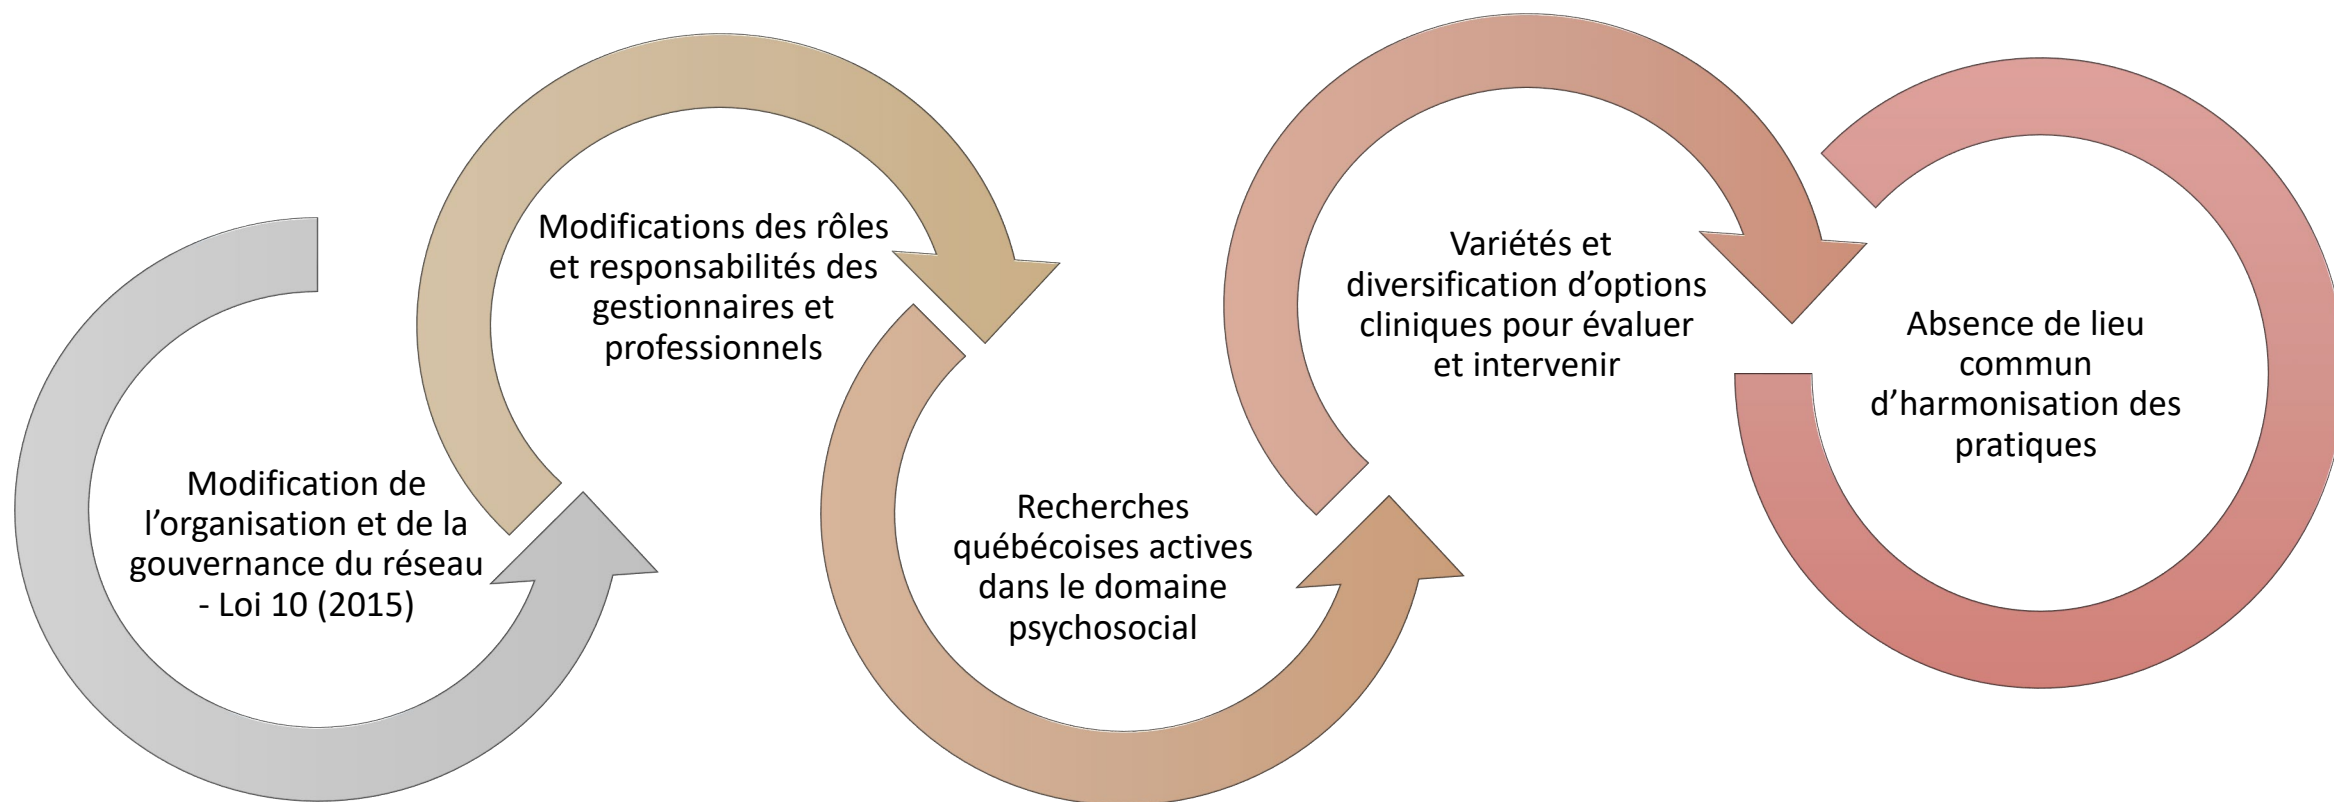 Modification de
l’organisation et de la
gouvernance du réseau
- Loi 10 (2015)
Modifications des rôles
et responsabilités des
gestionnaires et
professionnels
Recherches
québécoises actives
dans le domaine
psychosocial
Variétés et
diversification d’options
cliniques pour évaluer
et intervenir
Absence de lieu
commun
d’harmonisation des
pratiques